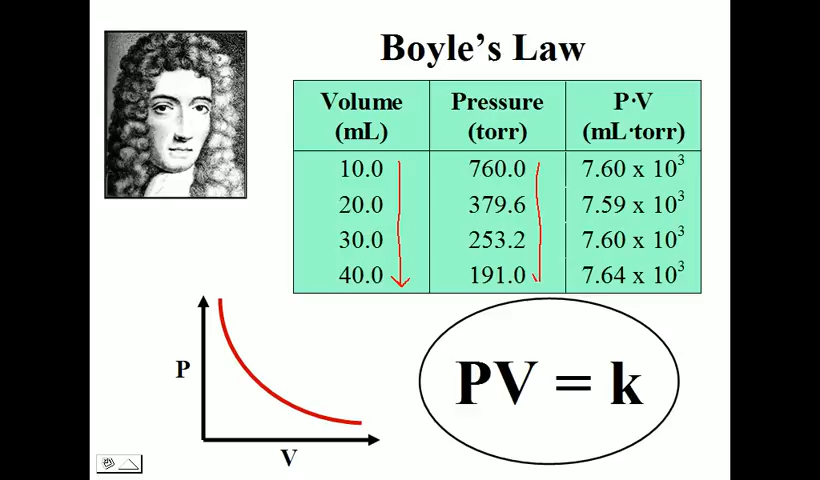 Boyle's Law
Volume (mL) Pressure (torr) P·V (mL·torr)
10.0 760.0 7.60 x 10³
20.0 379.6 7.59 x 10³
30.0 253.2 7.60 x 10³
40.0 191.0 7.64 x 10³
P
V
PV = k